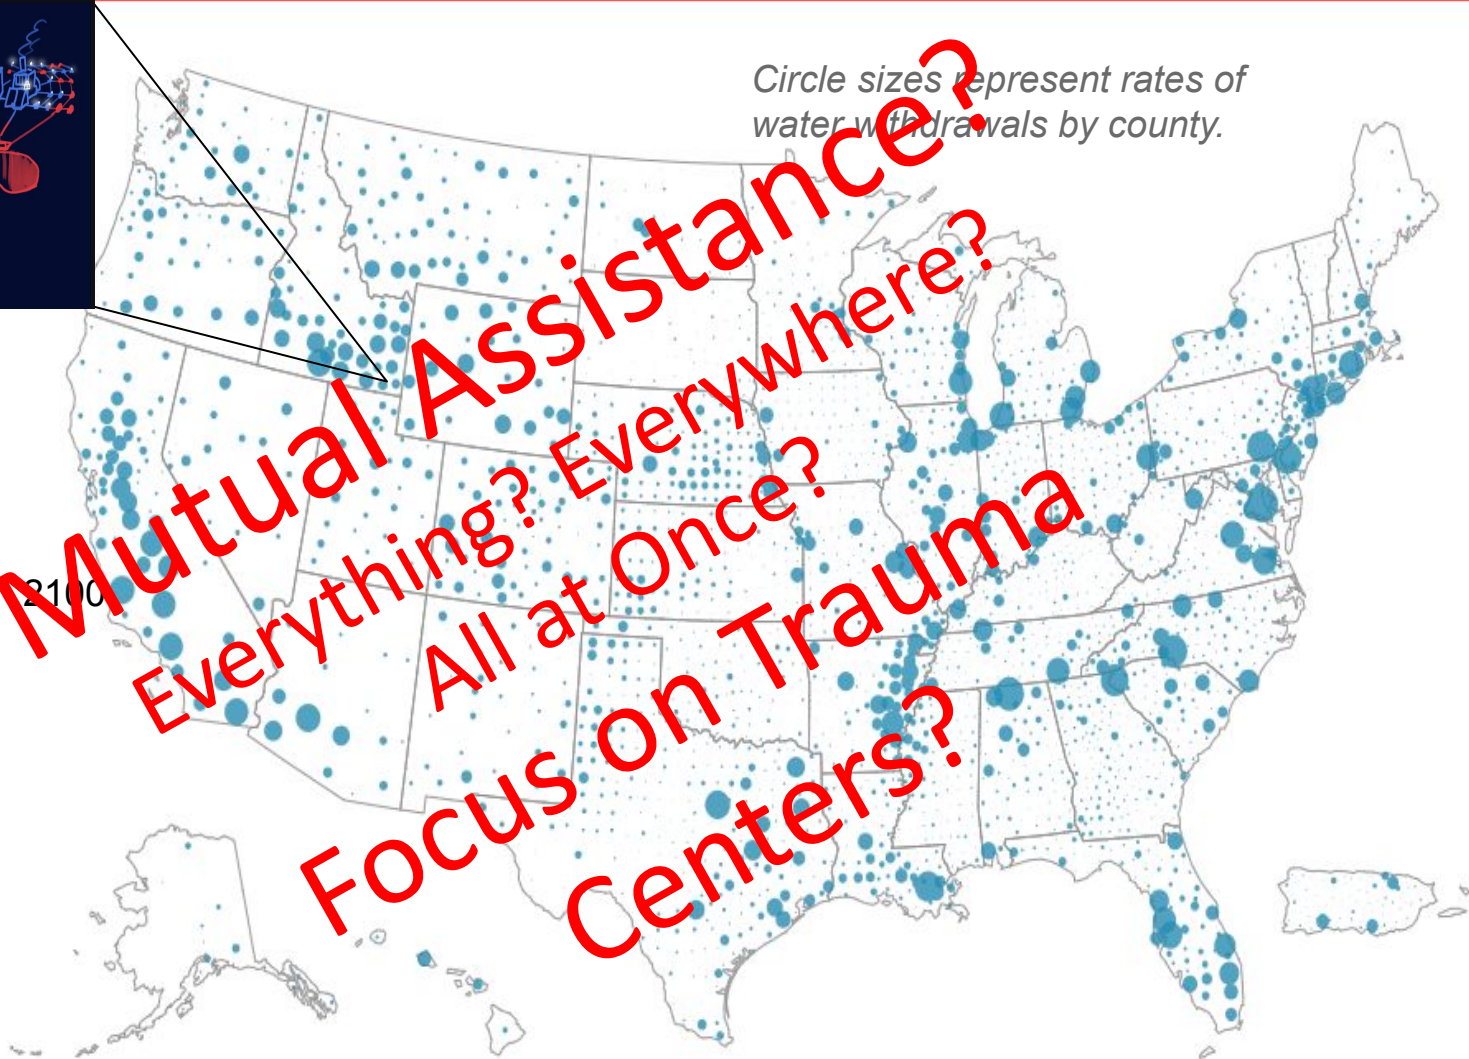 Circle sizes represent rates of
water withdrawals by county.
Mutual Assistance?
Everything? Everywhere?
All at Once?
2100
Focus on Trauma
Centers?